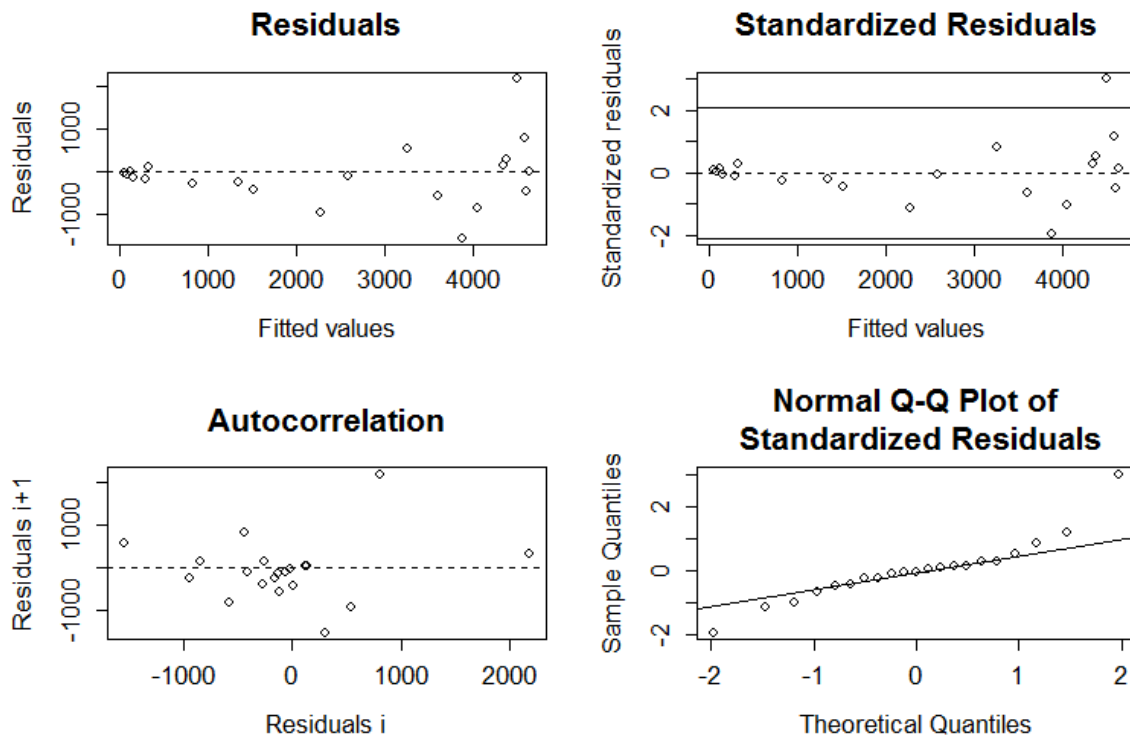 Residuals
Residuals
-1000
1000
0
1000
2000
3000
4000
Fitted values
Standardized Residuals
Standardized residuals
-2
0
2
0
1000
2000
3000
4000
Fitted values
Autocorrelation
Residuals i+1
-1000
1000
-1000
0
1000
2000
Residuals i
Normal Q-Q Plot of
Standardized Residuals
Sample Quantiles
-2
0
2
-2
-1
0
1
2
Theoretical Quantiles